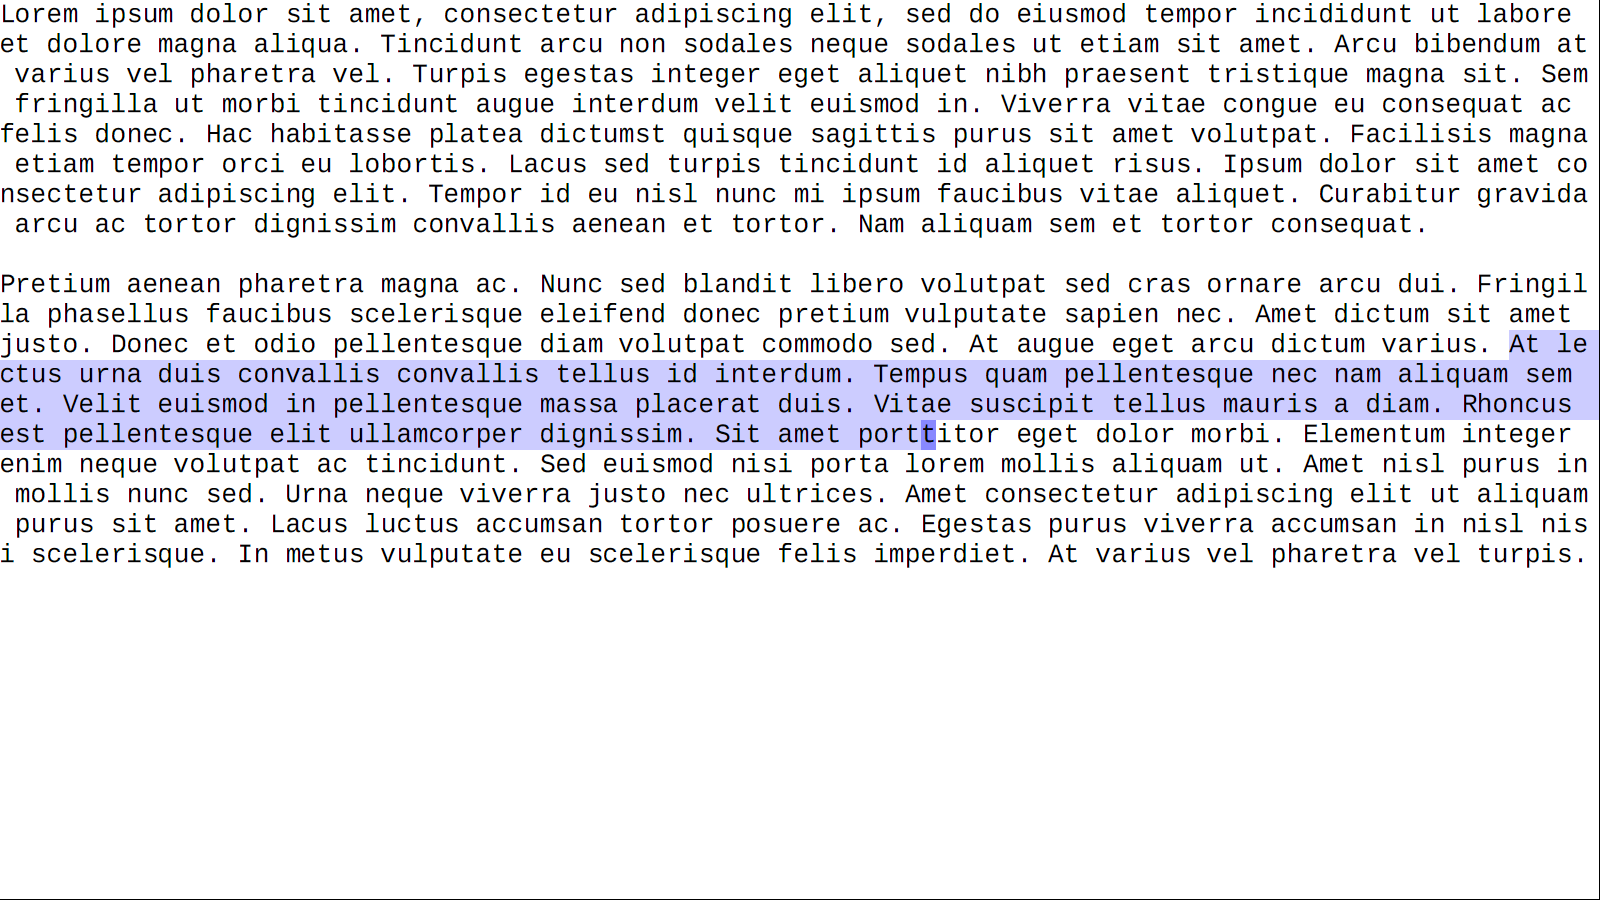 Lorem ipsum dolor sit amet, consectetur adipiscing elit, sed do eiusmod tempor incididunt ut labore
et dolore magna aliqua. Tincidunt arcu non sodales neque sodales ut etiam sit amet. Arcu bibendum at
 varius vel pharetra vel. Turpis egestas integer eget aliquet nibh praesent tristique magna sit. Sem
 fringilla ut morbi tincidunt augue interdum velit euismod in. Viverra vitae congue eu consequat ac
felis donec. Hac habitasse platea dictumst quisque sagittis purus sit amet volutpat. Facilisis magna
 etiam tempor orci eu lobortis. Lacus sed turpis tincidunt id aliquet risus. Ipsum dolor sit amet co
nsectetur adipiscing elit. Tempor id eu nisl nunc mi ipsum faucibus vitae aliquet. Curabitur gravida
 arcu ac tortor dignissim convallis aenean et tortor. Nam aliquam sem et tortor consequat.

Pretium aenean pharetra magna ac. Nunc sed blandit libero volutpat sed cras ornare arcu dui. Fringil
la phasellus faucibus scelerisque eleifend donec pretium vulputate sapien nec. Amet dictum sit amet
justo. Donec et odio pellentesque diam volutpat commodo sed. At augue eget arcu dictum varius. At le
ctus urna duis convallis convallis tellus id interdum. Tempus quam pellentesque nec nam aliquam sem
et. Velit euismod in pellentesque massa placerat duis. Vitae suscipit tellus mauris a diam. Rhoncus
est pellentesque elit ullamcorper dignissim. Sit amet porttitor eget dolor morbi. Elementum integer
enim neque volutpat ac tincidunt. Sed euismod nisi porta lorem mollis aliquam ut. Amet nisl purus in
 mollis nunc sed. Urna neque viverra justo nec ultrices. Amet consectetur adipiscing elit ut aliquam
 purus sit amet. Lacus luctus accumsan tortor posuere ac. Egestas purus viverra accumsan in nisl nis
i scelerisque. In metus vulputate eu scelerisque felis imperdiet. At varius vel pharetra vel turpis.